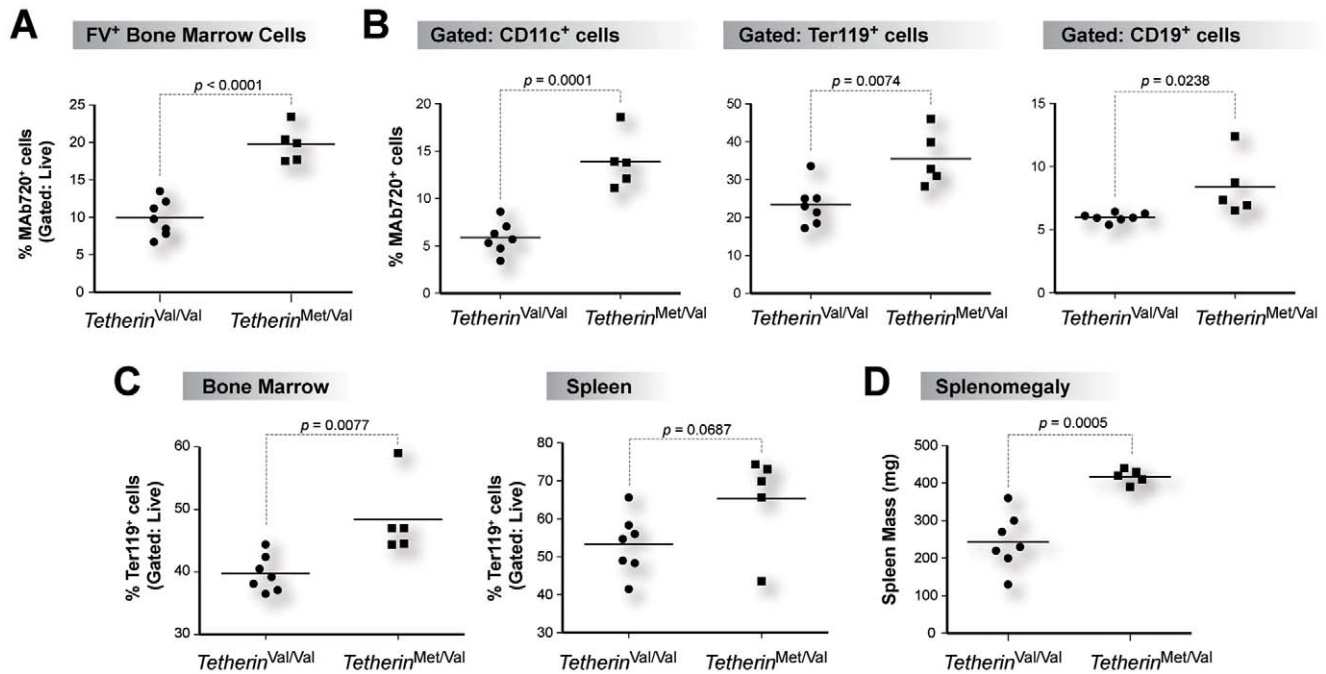 A
FV⁺ Bone Marrow Cells
p < 0.0001
25
20
15
10
5
0
% MAb720⁺ cells
(Gated: Live)
Tetherin^Val/Val
Tetherin^Met/Val
B
Gated: CD11c⁺ cells
p = 0.0001
20
15
10
5
0
% MAb720⁺ cells
Tetherin^Val/Val
Tetherin^Met/Val
Gated: Ter119⁺ cells
p = 0.0074
50
40
30
20
10
0
Tetherin^Val/Val
Tetherin^Met/Val
Gated: CD19⁺ cells
p = 0.0238
15
10
5
0
Tetherin^Val/Val
Tetherin^Met/Val
C
Bone Marrow
p = 0.0077
60
50
40
30
% Ter119⁺ cells
(Gated: Live)
Tetherin^Val/Val
Tetherin^Met/Val
Spleen
p = 0.0687
80
70
60
50
40
30
% Ter119⁺ cells
(Gated: Live)
Tetherin^Val/Val
Tetherin^Met/Val
D
Splenomegaly
p = 0.0005
500
400
300
200
100
0
Spleen Mass (mg)
Tetherin^Val/Val
Tetherin^Met/Val